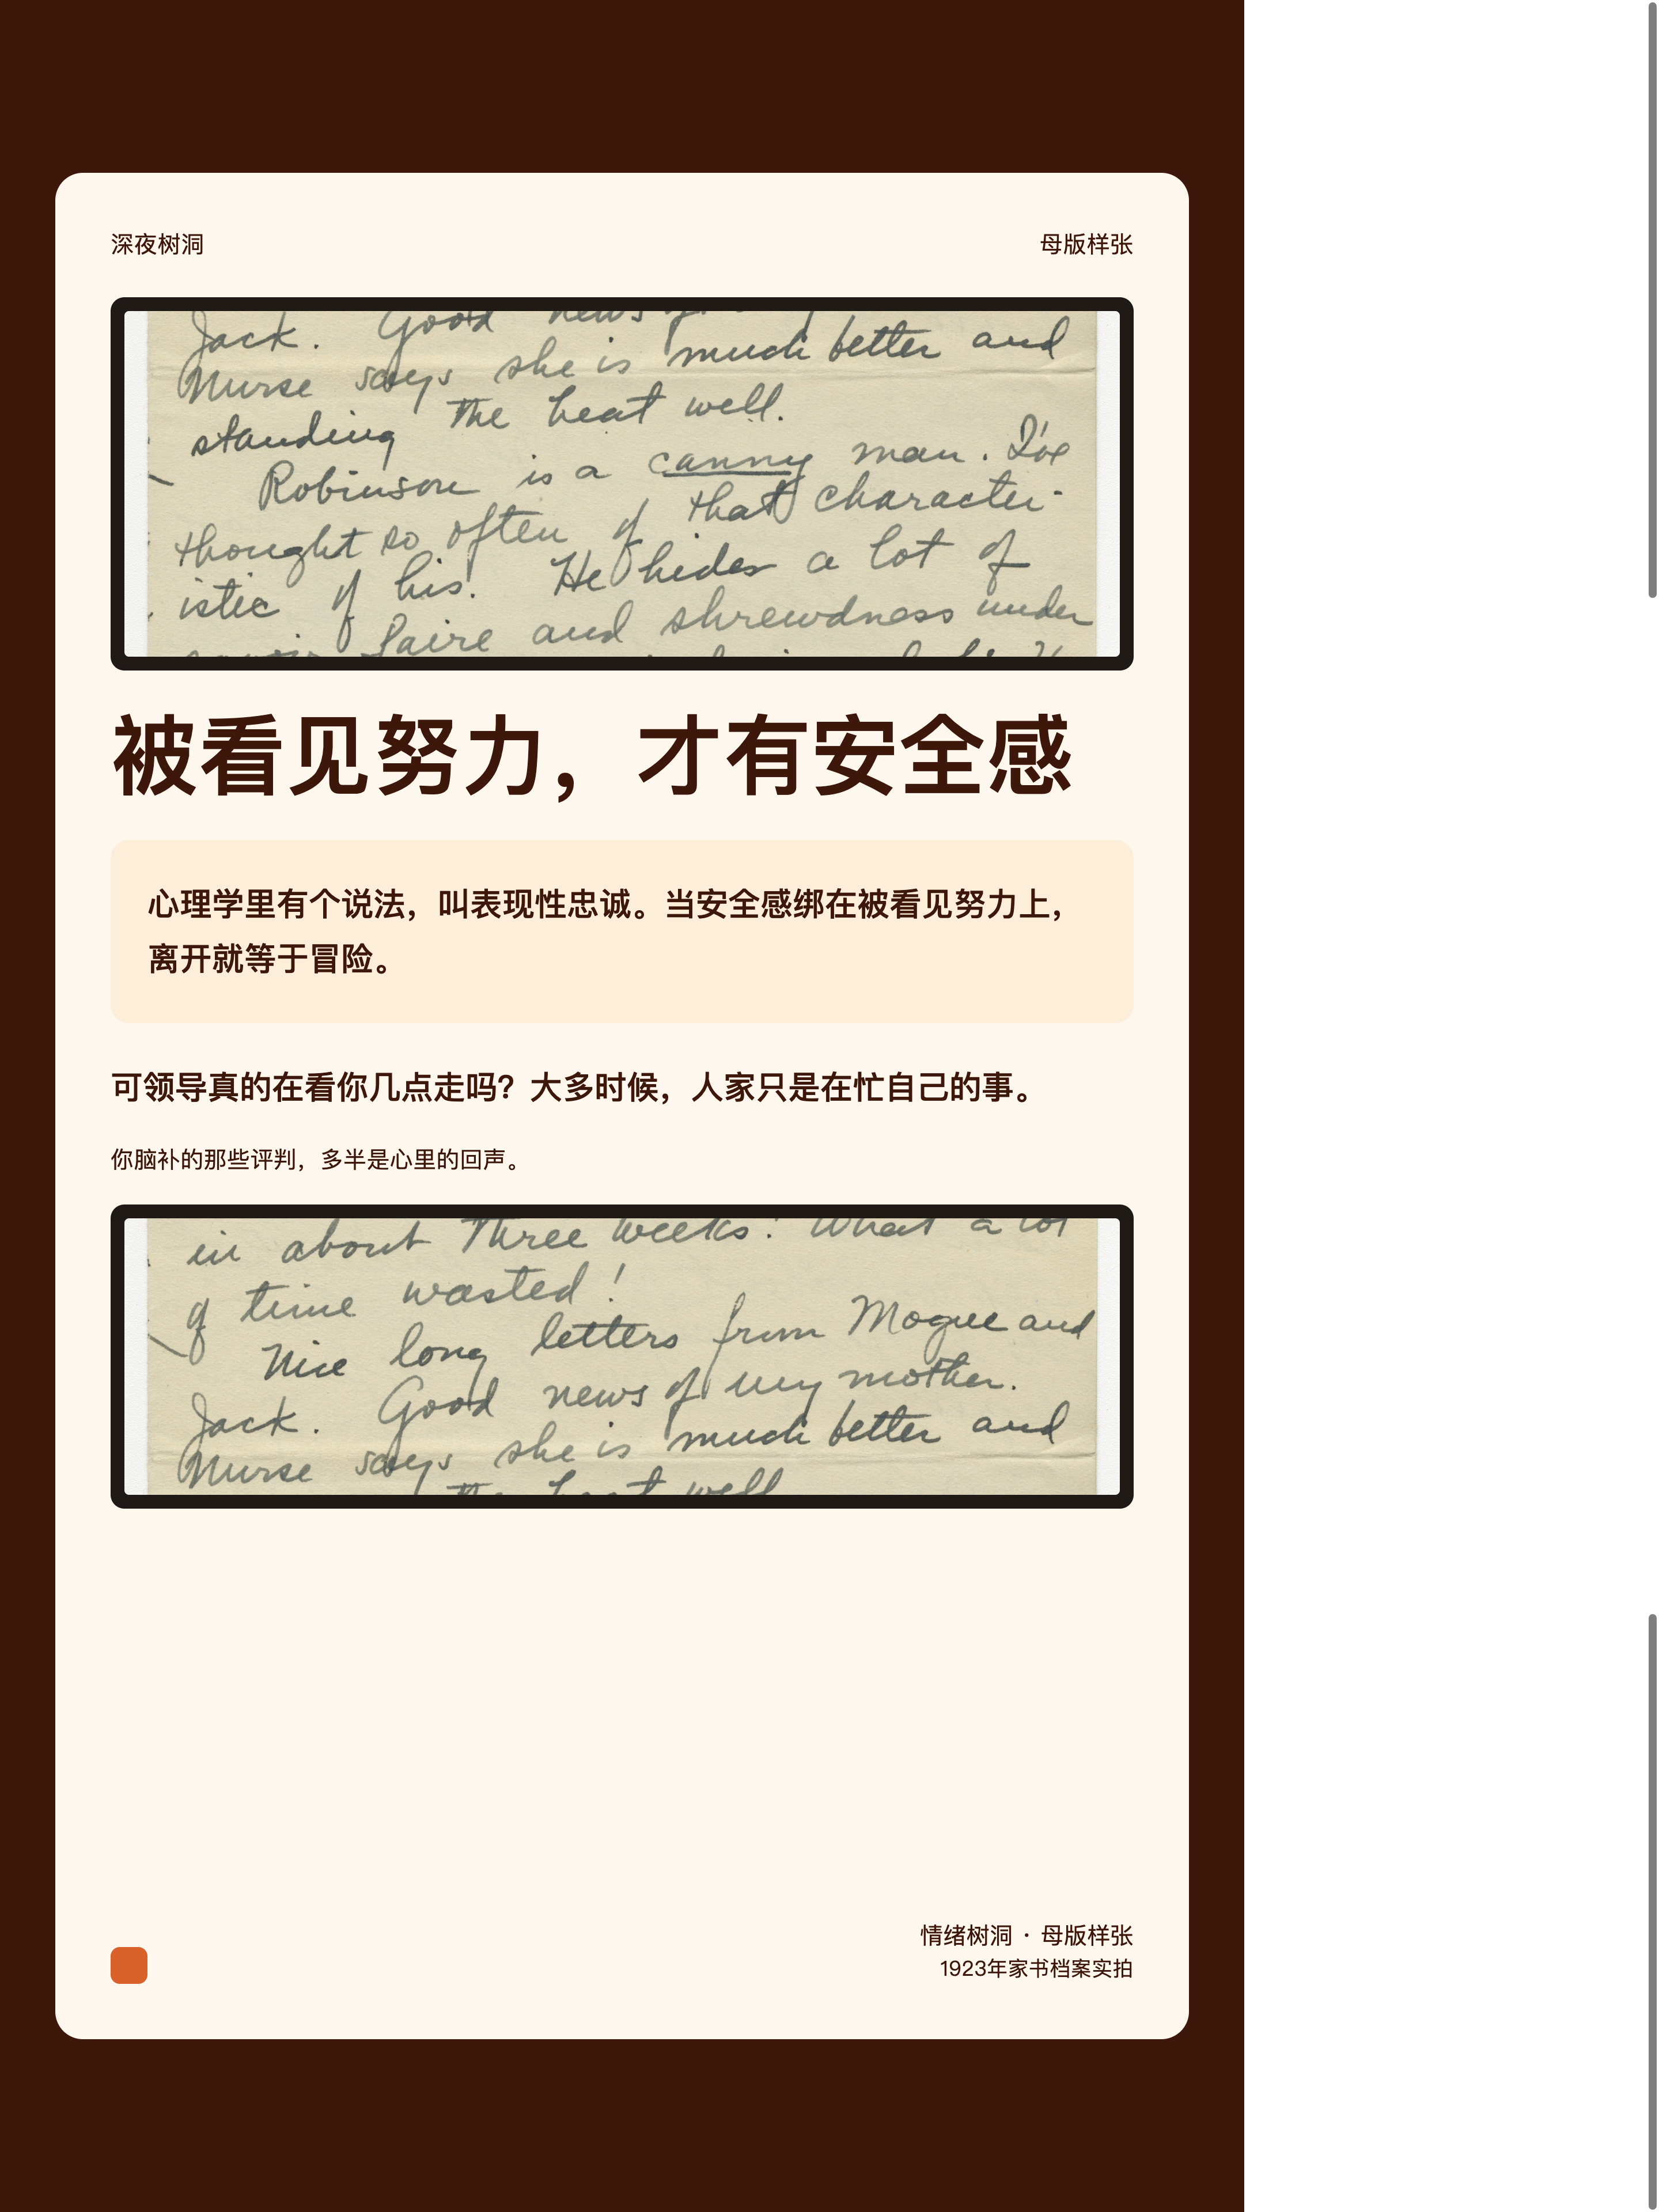 深夜树洞
母版样张
Jack. Good news
Nurse says she is much better and
standing the heat well.
Robinson is a canny man. I've
thought so often of that character-
istic of his. He hides a lot of
savoir faire and shrewdness under
被看见努力，才有安全感
心理学里有个说法，叫表现性忠诚。当安全感绑在被看见努力上，
离开就等于冒险。
可领导真的在看你几点走吗？大多时候，人家只是在忙自己的事。
你脑补的那些评判，多半是心里的回声。
in about three weeks! What a lot
of time wasted!
Nice long letters from Mogue and
Jack. Good news of my mother.
Nurse says she is much better and
the heat well
情绪树洞 · 母版样张
1923年家书档案实拍